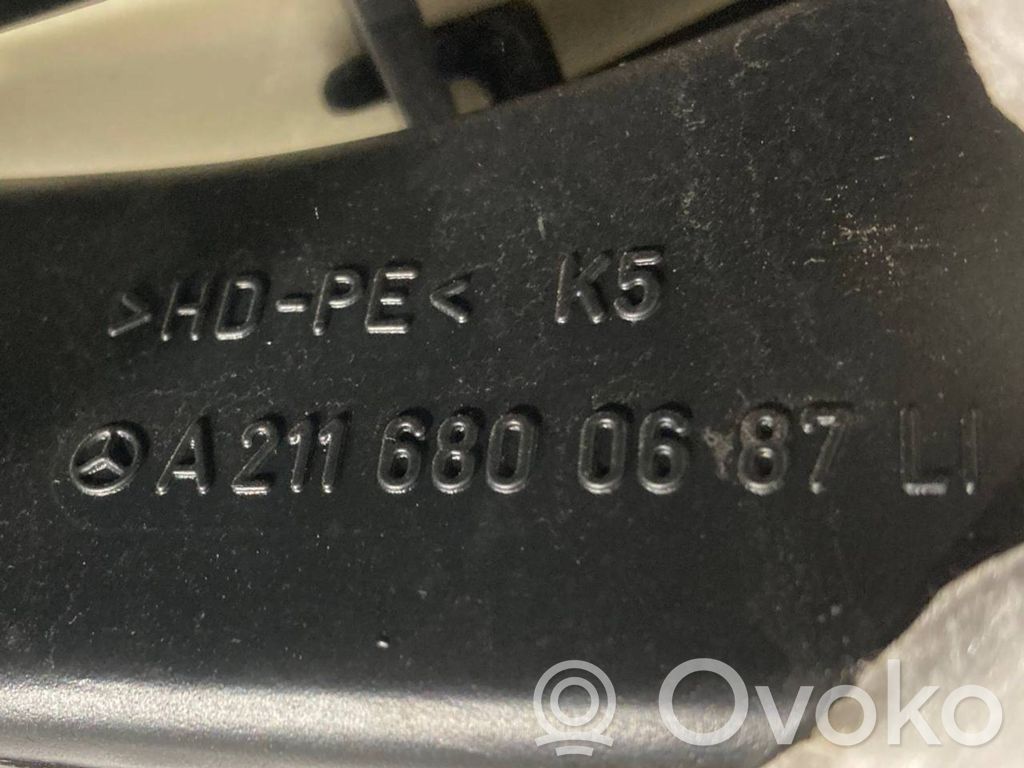 >HD-PE< K5
A 211 680 06 87 LI
Ovoko